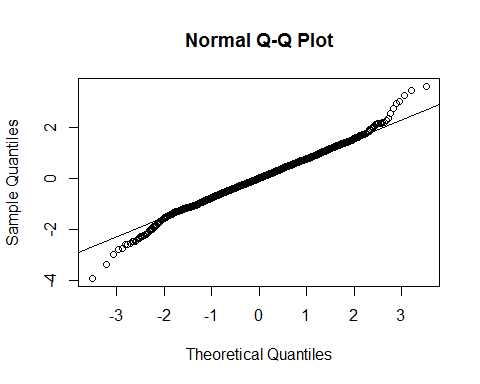 Normal Q-Q Plot
Sample Quantiles
2
0
-2
-4
-3 -2 -1 0 1 2 3
Theoretical Quantiles